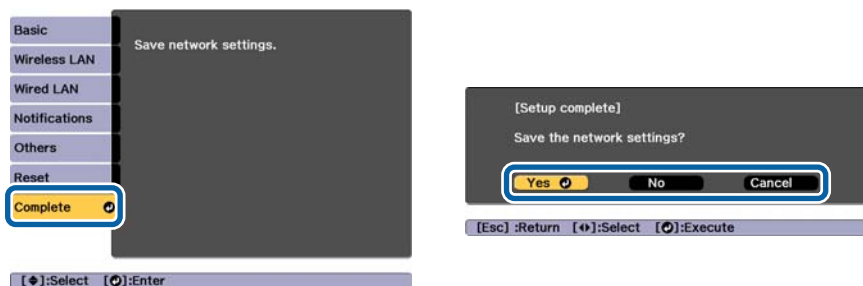 Basic
Wireless LAN
Wired LAN
Notifications
Others
Reset
Complete
Save network settings.
[◆]:Select [⏎]:Enter
[Setup complete]
Save the network settings?
Yes No Cancel
[Esc] :Return [◂▸]:Select [⏎]:Execute